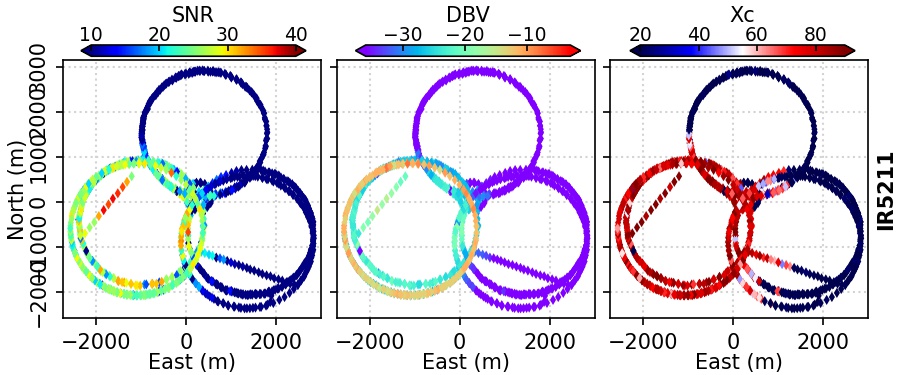 SNR
DBV
Xc
10 20 30 40
−30 −20 −10
20 40 60 80
North (m)
3000
2000
1000
0
−1000
−2000
−2000 0 2000
−2000 0 2000
−2000 0 2000
East (m)
East (m)
East (m)
IR5211